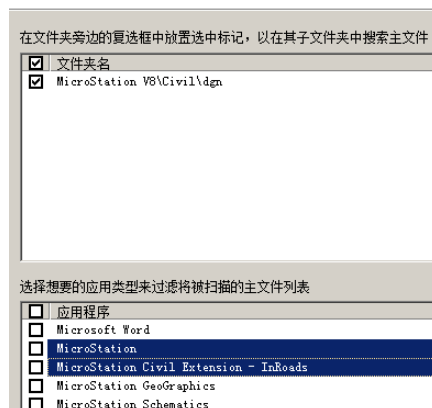 在文件夹旁边的复选框中放置选中标记，以在其子文件夹中搜索主文件
文件夹名
MicroStation V8\Civil\dgn
选择想要的应用类型来过滤将被扫描的主文件列表
应用程序
Microsoft Word
MicroStation
MicroStation Civil Extension - InRoads
MicroStation GeoGraphics
MicroStation Schematics